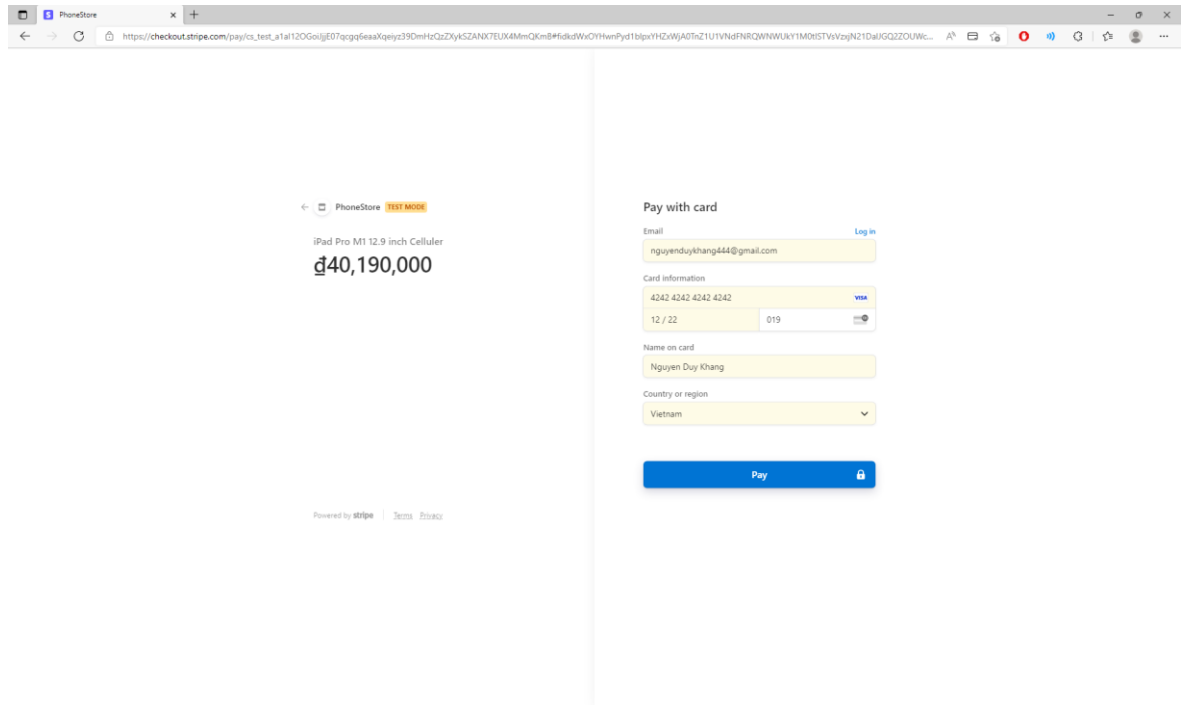 PhoneStore
https://checkout.stripe.com/pay/
PhoneStore TEST MODE
iPad Pro M1 12.9 inch Celluler
₫40,190,000
Powered by stripe Terms Privacy
Pay with card
Email Log in
nguyenduykhang444@gmail.com
Card information
4242 4242 4242 4242 VISA
12 / 22 019
Name on card
Nguyen Duy Khang
Country or region
Vietnam
Pay